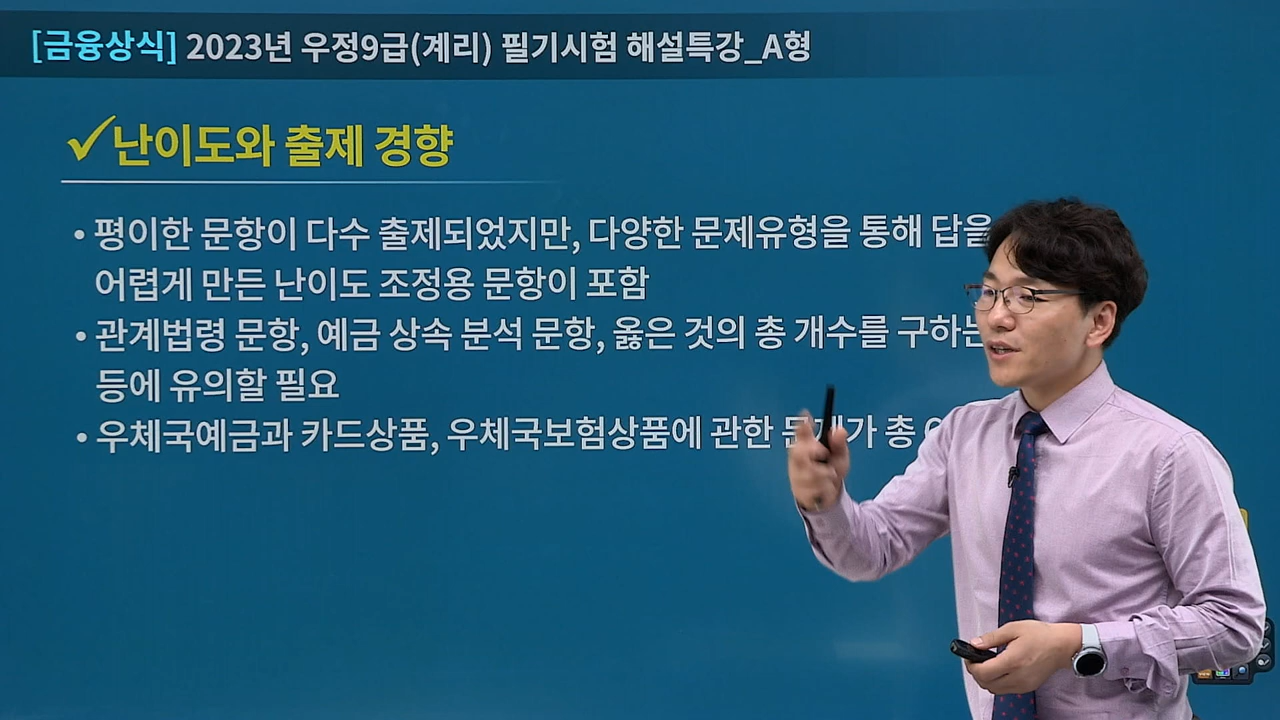 [금융상식] 2023년 우정9급(계리) 필기시험 해설특강_A형
✓난이도와 출제 경향
• 평이한 문항이 다수 출제되었지만, 다양한 문제유형을 통해 답을
어렵게 만든 난이도 조정용 문항이 포함
• 관계법령 문항, 예금 상속 분석 문항, 옳은 것의 총 개수를 구하는
등에 유의할 필요
• 우체국예금과 카드상품, 우체국보험상품에 관한 문제가 총